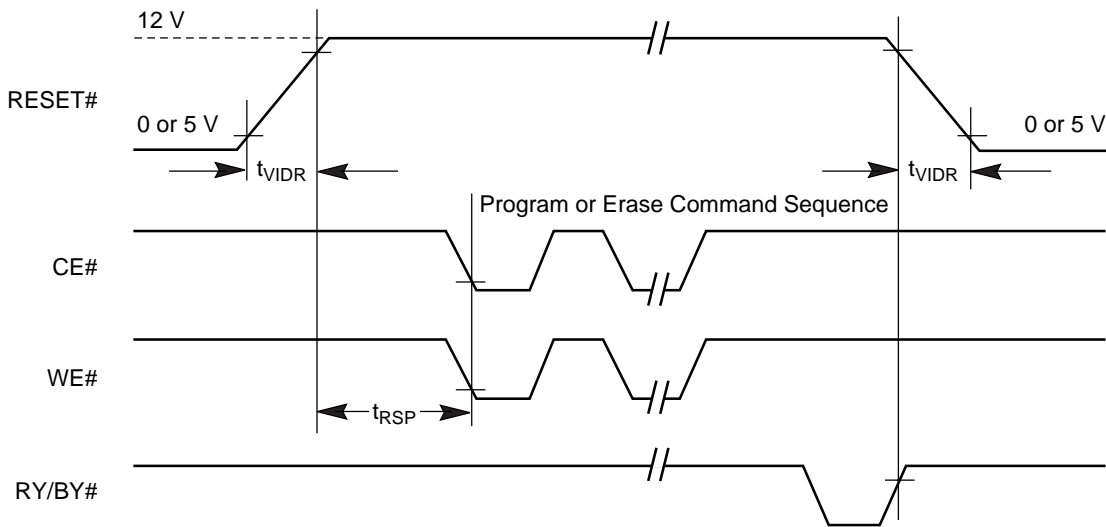 12 V
RESET#
0 or 5 V
0 or 5 V
tVIDR
tVIDR
Program or Erase Command Sequence
CE#
WE#
tRSP
RY/BY#